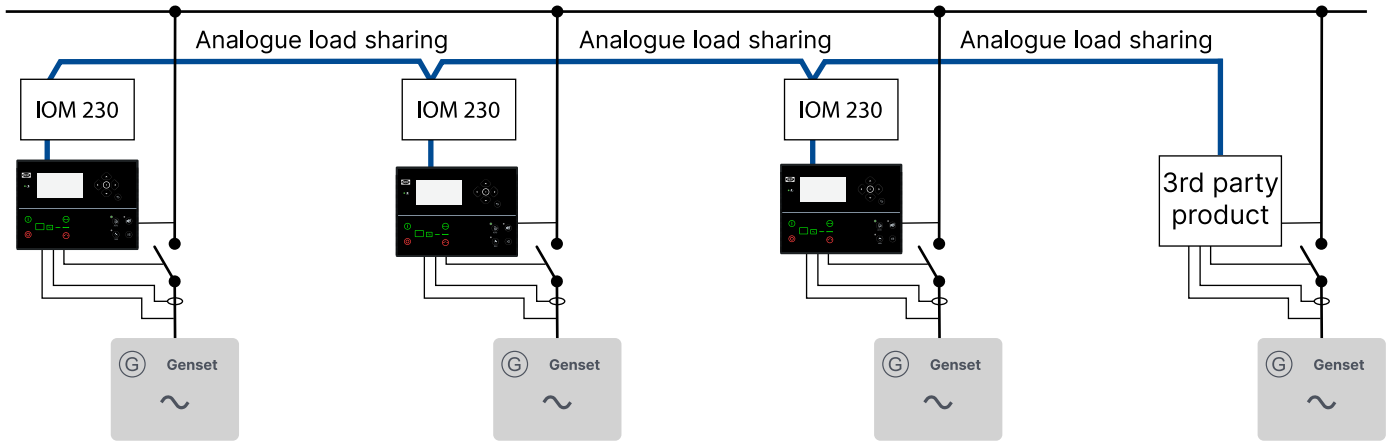 Analogue load sharing
Analogue load sharing
Analogue load sharing
IOM 230
IOM 230
IOM 230
3rd party
product
G Genset
G Genset
G Genset
G Genset